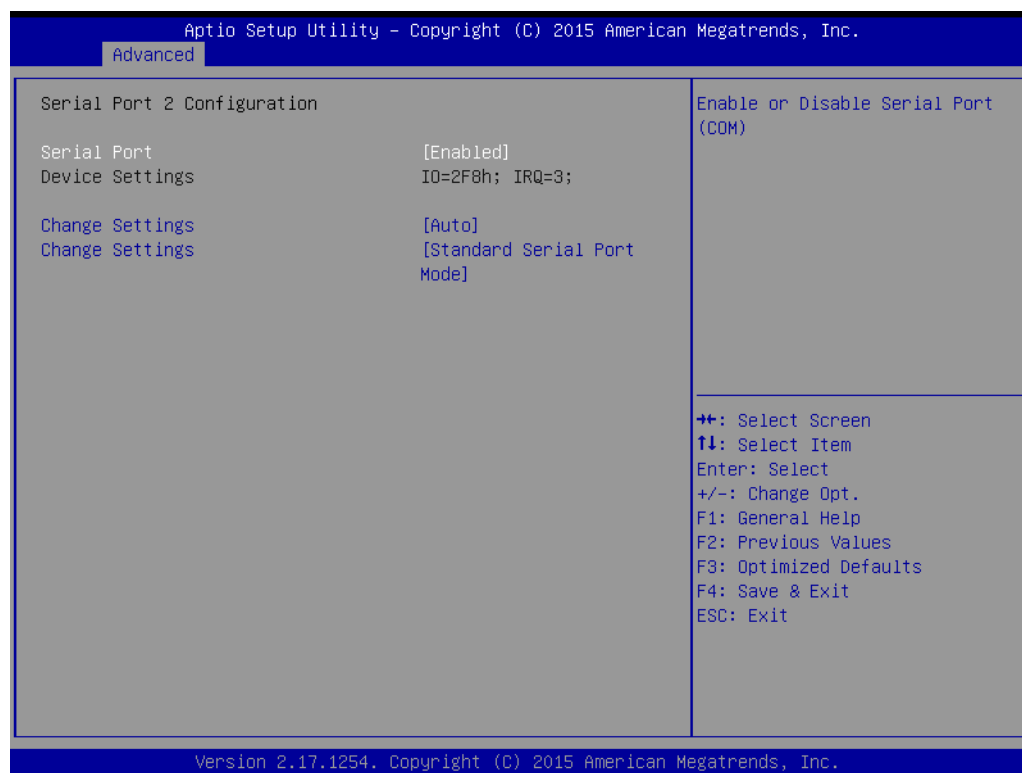 Aptio Setup Utility – Copyright (C) 2015 American Megatrends, Inc.
Advanced
Serial Port 2 Configuration
Serial Port [Enabled]
Device Settings IO=2F8h; IRQ=3;
Change Settings [Auto]
Change Settings [Standard Serial Port
Mode]
Enable or Disable Serial Port
(COM)
→←: Select Screen
↑↓: Select Item
Enter: Select
+/-: Change Opt.
F1: General Help
F2: Previous Values
F3: Optimized Defaults
F4: Save & Exit
ESC: Exit
Version 2.17.1254. Copyright (C) 2015 American Megatrends, Inc.